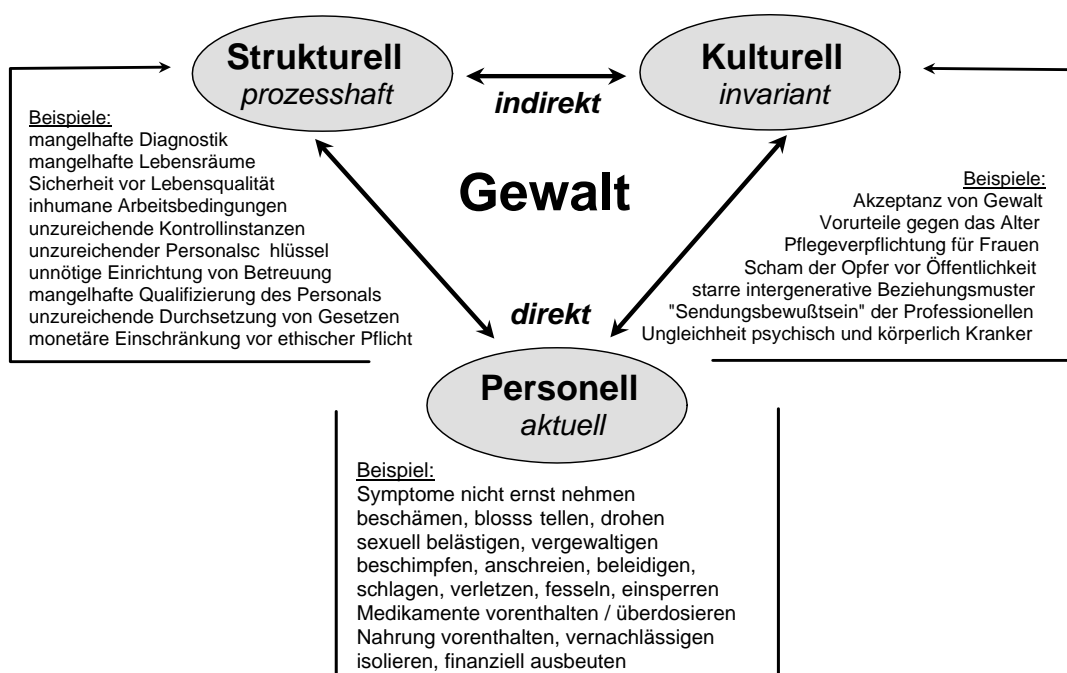 Strukturell
prozesshaft
Kulturell
invariant
indirekt
Gewalt
direkt
Beispiele:
mangelhafte Diagnostik
mangelhafte Lebensräume
Sicherheit vor Lebensqualität
inhumane Arbeitsbedingungen
unzureichende Kontrollinstanzen
unzureichender Personalsc hlüssel
unnötige Einrichtung von Betreuung
mangelhafte Qualifizierung des Personals
unzureichende Durchsetzung von Gesetzen
monetäre Einschränkung vor ethischer Pflicht
Beispiele:
Akzeptanz von Gewalt
Vorurteile gegen das Alter
Pflegeverpflichtung für Frauen
Scham der Opfer vor Öffentlichkeit
starre intergenerative Beziehungsmuster
"Sendungsbewußtsein" der Professionellen
Ungleichheit psychisch und körperlich Kranker
Personell
aktuell
Beispiel:
Symptome nicht ernst nehmen
beschämen, blosss tellen, drohen
sexuell belästigen, vergewaltigen
beschimpfen, anschreien, beleidigen,
schlagen, verletzen, fesseln, einsperren
Medikamente vorenthalten / überdosieren
Nahrung vorenthalten, vernachlässigen
isolieren, finanziell ausbeuten